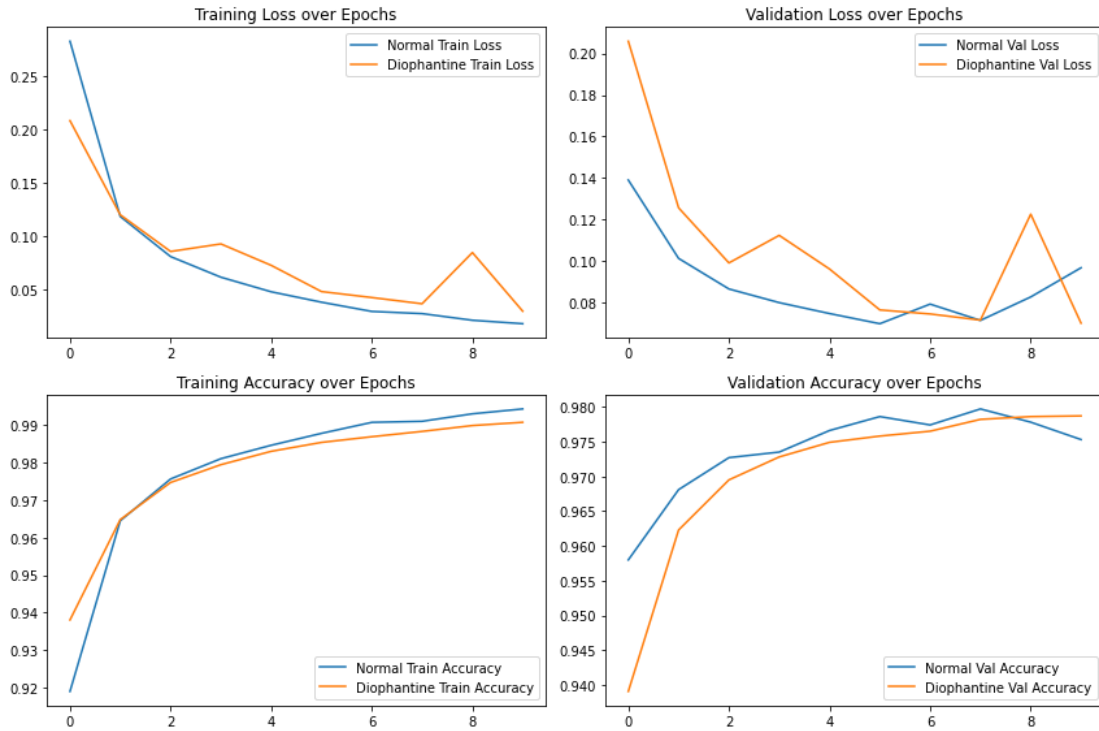 Training Loss over Epochs
Normal Train Loss
Diophantine Train Loss
0.25
0.20
0.15
0.10
0.05
0 2 4 6 8
Validation Loss over Epochs
Normal Val Loss
Diophantine Val Loss
0.20
0.18
0.16
0.14
0.12
0.10
0.08
0 2 4 6 8
Training Accuracy over Epochs
0.99
0.98
0.97
0.96
0.95
0.94
0.93
0.92
Normal Train Accuracy
Diophantine Train Accuracy
0 2 4 6 8
Validation Accuracy over Epochs
0.980
0.975
0.970
0.965
0.960
0.955
0.950
0.945
0.940
Normal Val Accuracy
Diophantine Val Accuracy
0 2 4 6 8